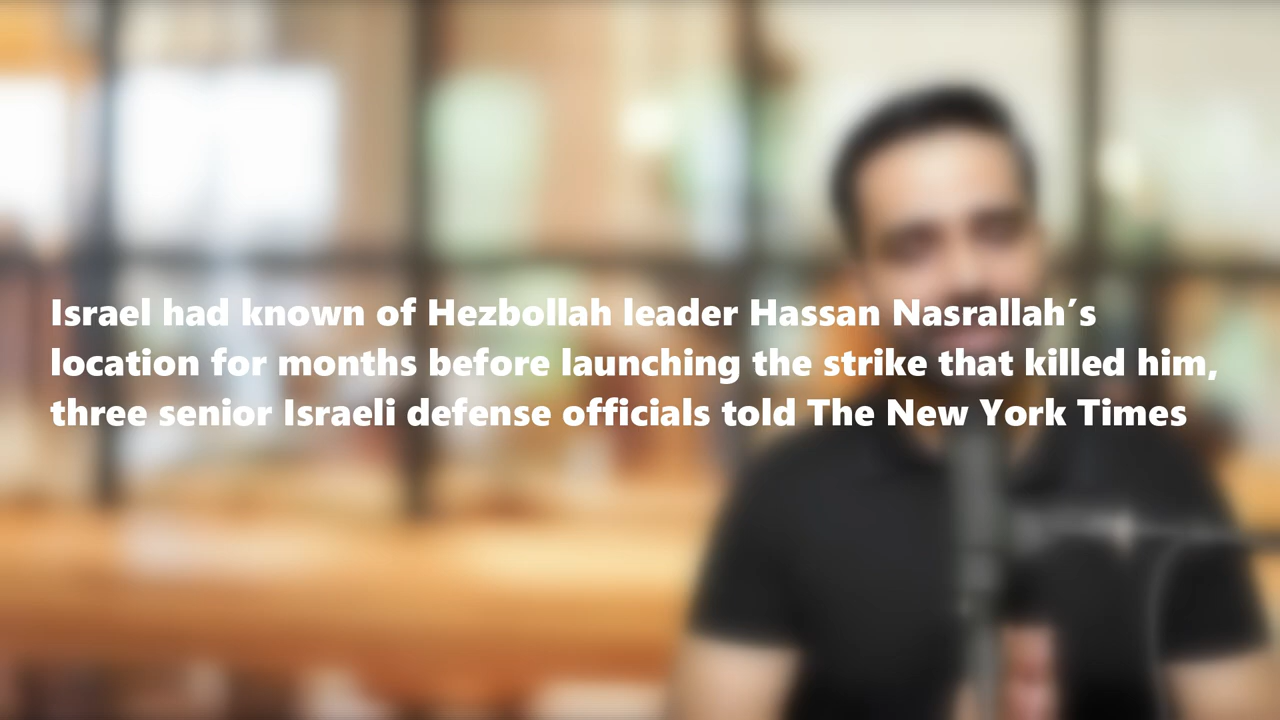 Israel had known of Hezbollah leader Hassan Nasrallah’s
location for months before launching the strike that killed him,
three senior Israeli defense officials told The New York Times